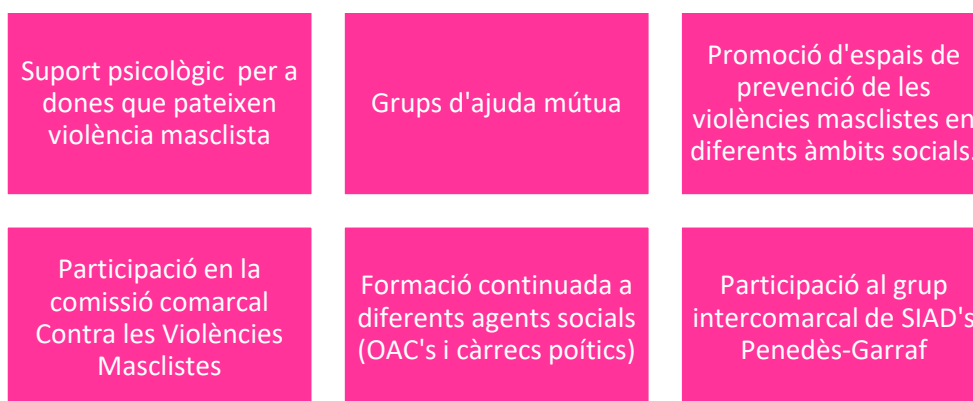 Suport psicològic  per a
dones que pateixen
violència masclista
Grups d'ajuda mútua
Promoció d'espais de
prevenció de les
violències masclistes en
diferents àmbits socials.
Participació en la
comissió comarcal
Contra les Violències
Masclistes
Formació continuada a
diferents agents socials
(OAC's i càrrecs poítics)
Participació al grup
intercomarcal de SIAD's
Penedès-Garraf